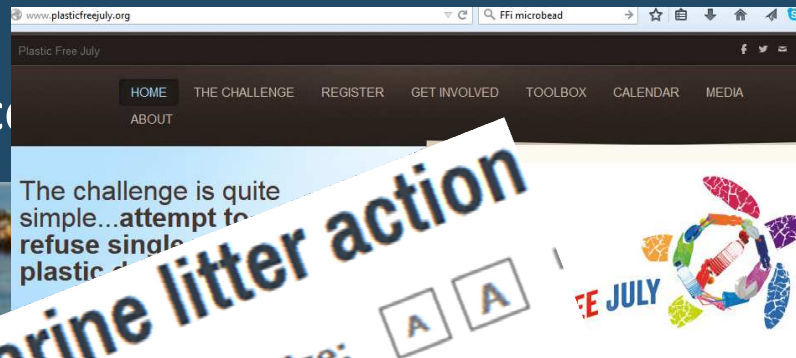 www.plasticfreejuly.org
FFi microbead
Plastic Free July
HOME THE CHALLENGE REGISTER GET INVOLVED TOOLBOX CALENDAR MEDIA
ABOUT
The challenge is quite
simple...attempt to
refuse single
plastic
arine litter action
A A
EE JULY